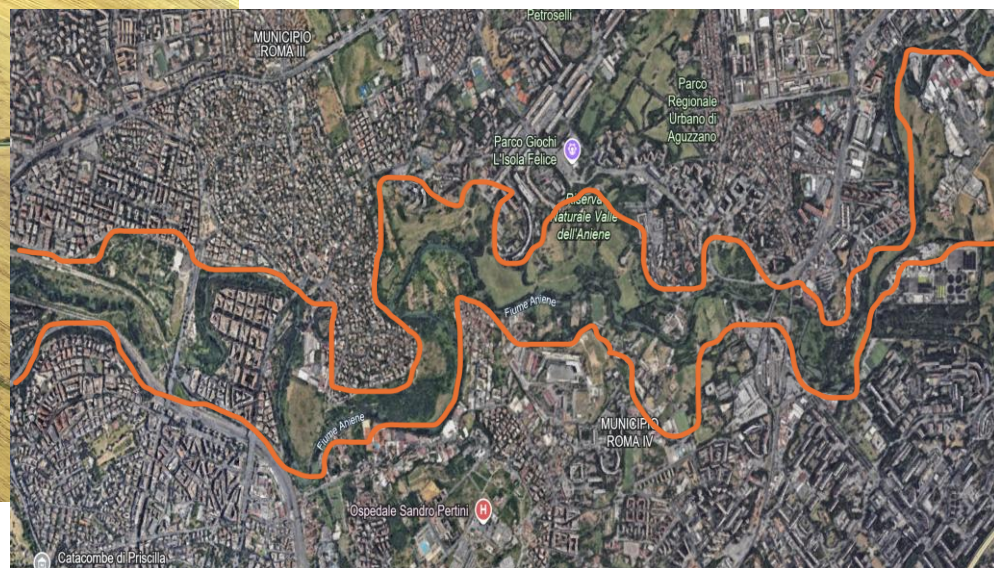 Petroselli
MUNICIPIO
ROMA III
Parco
Regionale
Urbano di
Aguzzano
Parco Giochi
L'Isola Felice
Riserva
Naturale Valle
dell'Aniene
Fiume Aniene
Fiume Aniene
MUNICIPIO
ROMA IV
Ospedale Sandro Pertini
H
Catacombe di Priscilla